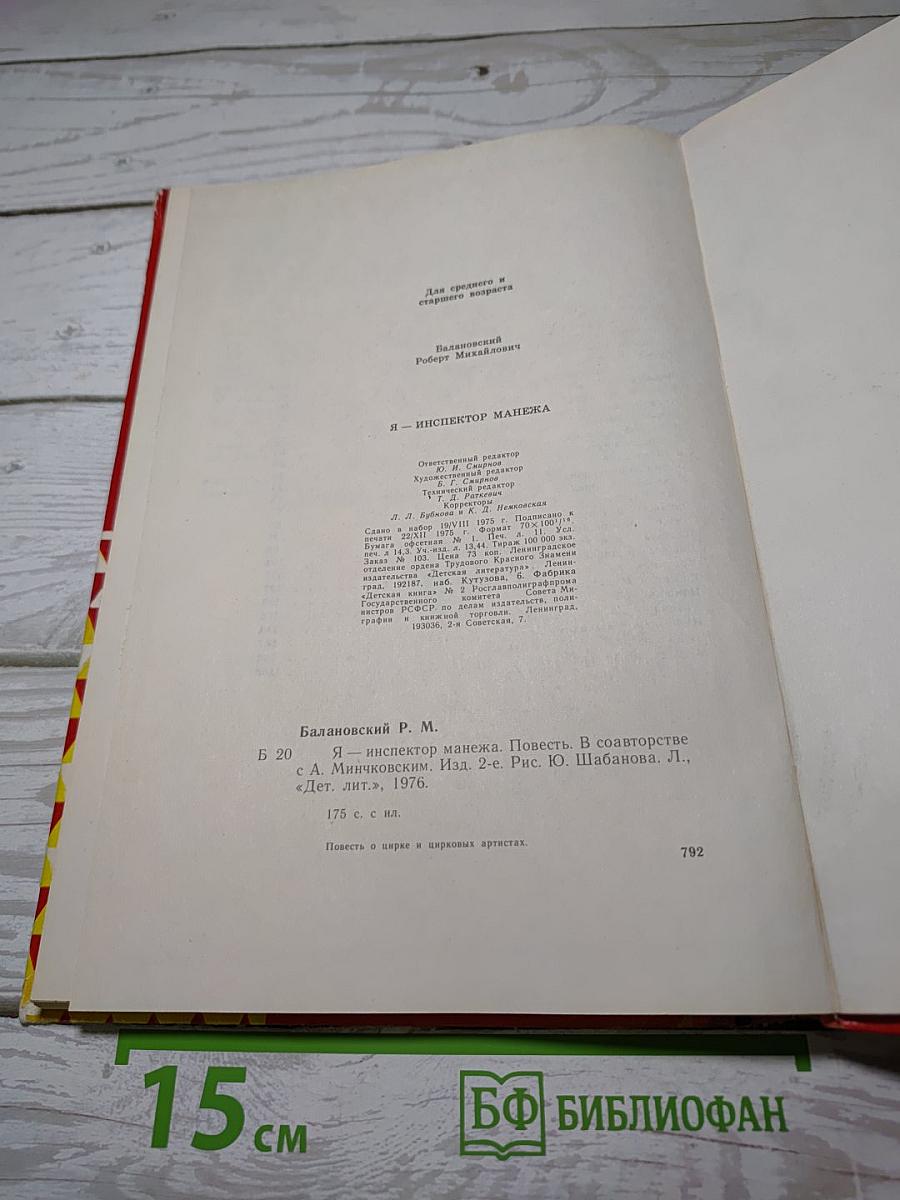 Для среднего и
старшего возраста
Балановский
Роберт Михайлович
Я — ИНСПЕКТОР МАНЕЖА
Ответственный редактор
Ю. И. Смирнов
Художественный редактор
Б. Г. Смирнов
Технический редактор
Т. Д. Раткевич
Корректоры
Л. Л. Бубнова и К. Д. Немковская
Сдано в набор 19/VIII 1975 г. Подписано к
печати 22/XII 1975 г. Формат 70×100¹/₁₆.
Бумага офсетная № 1. Печ. л. 11. Усл.
печ. л 14,3. Уч.-изд. л. 13,44. Тираж 100 000 экз.
Заказ № 103. Цена 73 коп. Ленинградское
отделение ордена Трудового Красного Знамени
издательства «Детская литература». Ленин-
град, 192187, наб. Кутузова, 6. Фабрика
«Детская книга» № 2 Росглавполиграфпрома
Государственного комитета Совета Ми-
нистров РСФСР по делам издательств, поли-
графии и книжной торговли. Ленинград,
193036, 2-я Советская, 7.
Балановский Р. М.
Б 20 Я — инспектор манежа. Повесть. В соавторстве
с А. Минчковским. Изд. 2-е. Рис. Ю. Шабанова. Л.,
«Дет. лит.», 1976.
175 с. с ил.
Повесть о цирке и цирковых артистах.
792
15 см
БФ БИБЛИОФАН